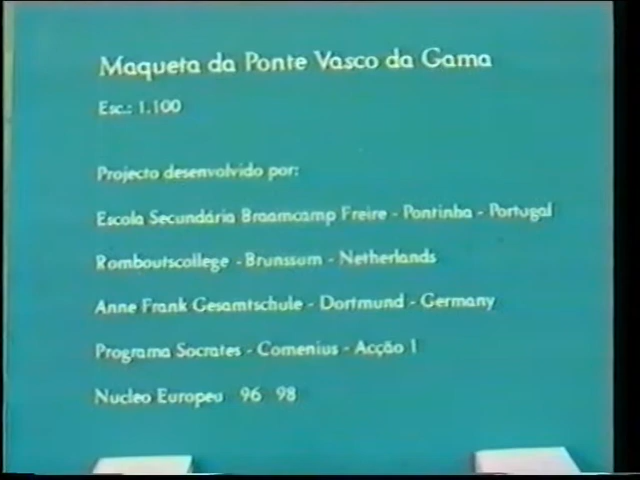 Maqueta da Ponte Vasco da Gama
Esc.: 1.100
Projecto desenvolvido por:
Escola Secundária Braamcamp Freire - Pontinha - Portugal
Romboutscollege - Brunssum - Netherlands
Anne Frank Gesamtschule - Dortmund - Germany
Programa Socrates - Comenius - Acção 1
Nucleo Europeu 96 98